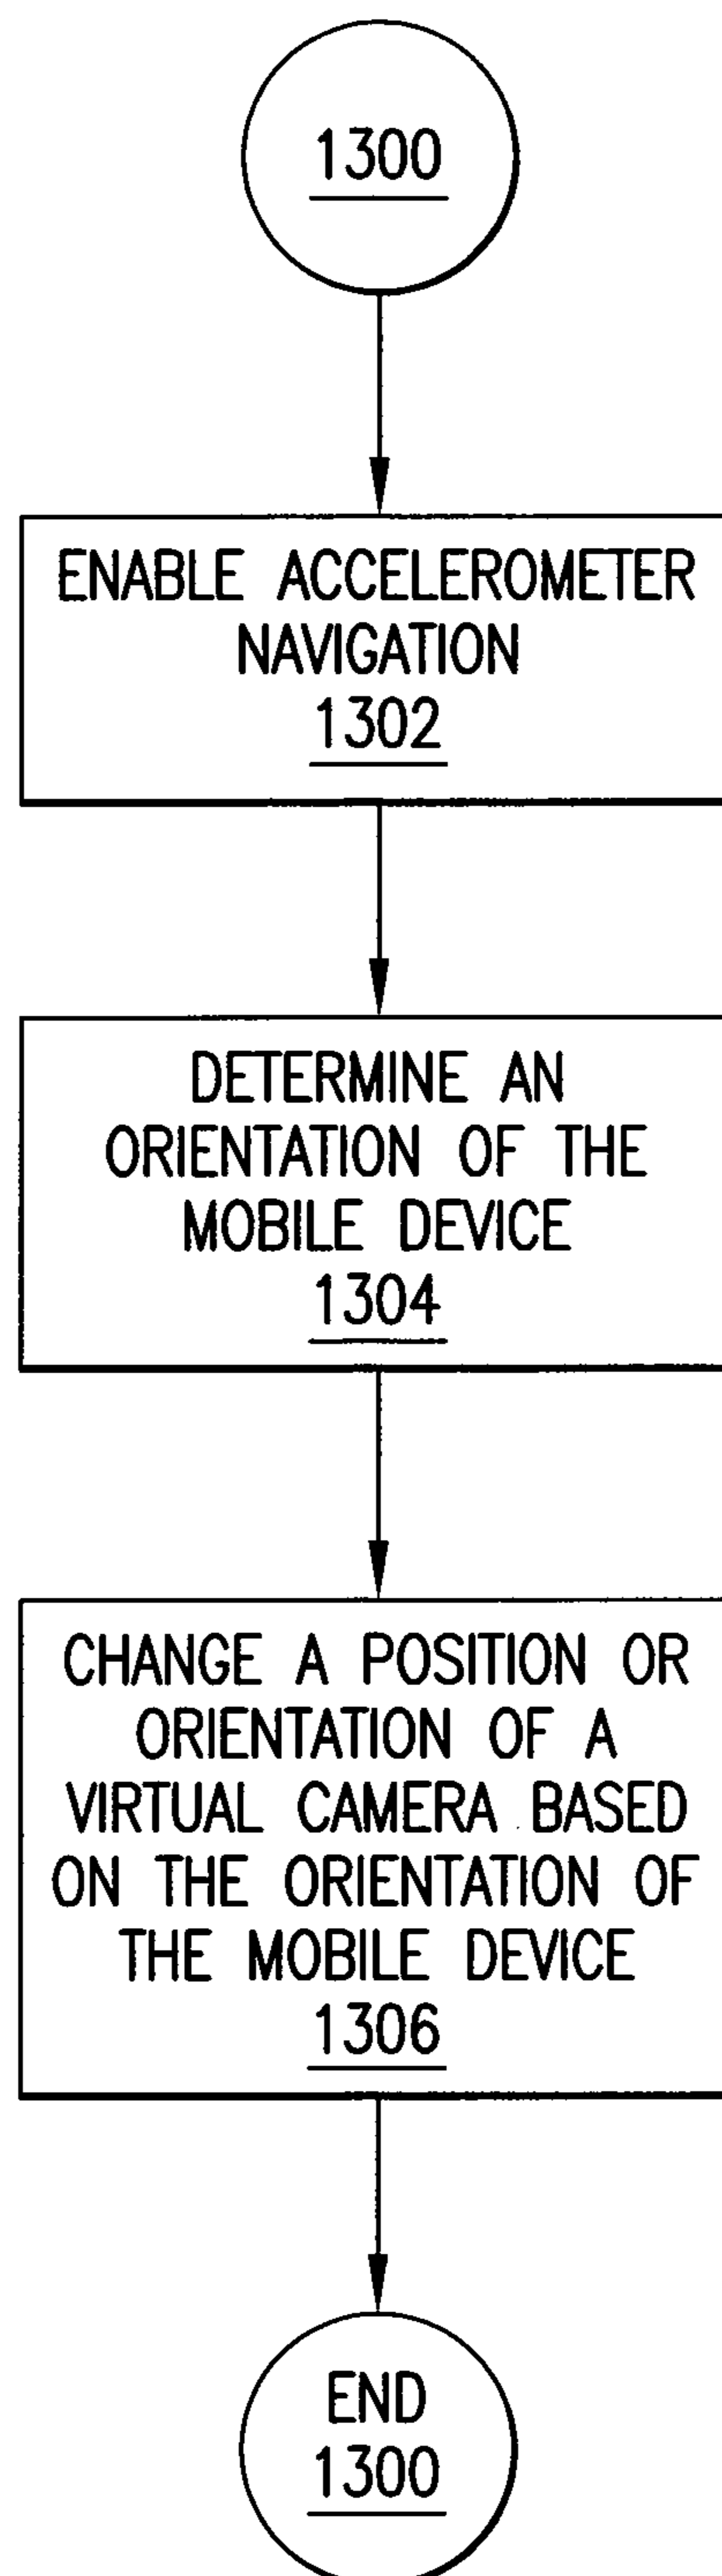 1300
ENABLE ACCELEROMETER
NAVIGATION
1302
DETERMINE AN
ORIENTATION OF THE
MOBILE DEVICE
1304
CHANGE A POSITION OR
ORIENTATION OF A
VIRTUAL CAMERA BASED
ON THE ORIENTATION OF
THE MOBILE DEVICE
1306
END
1300